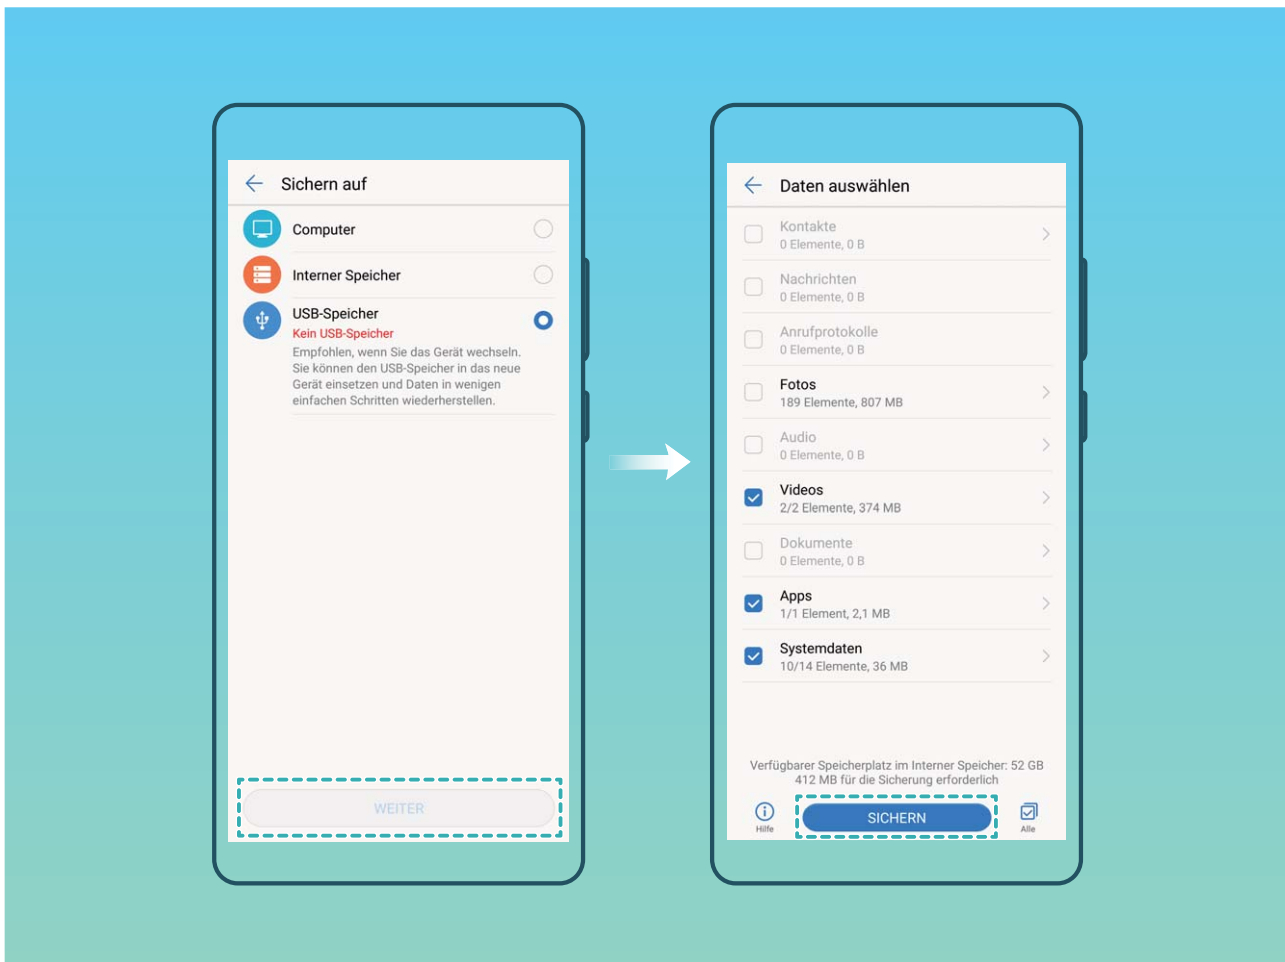 Sichern auf
Computer
Interner Speicher
USB-Speicher
Kein USB-Speicher
Empfohlen, wenn Sie das Gerät wechseln.
Sie können den USB-Speicher in das neue
Gerät einsetzen und Daten in wenigen
einfachen Schritten wiederherstellen.
WEITER
Daten auswählen
Kontakte
0 Elemente, 0 B
Nachrichten
0 Elemente, 0 B
Anrufprotokolle
0 Elemente, 0 B
Fotos
189 Elemente, 807 MB
Audio
0 Elemente, 0 B
Videos
2/2 Elemente, 374 MB
Dokumente
0 Elemente, 0 B
Apps
1/1 Element, 2,1 MB
Systemdaten
10/14 Elemente, 36 MB
Verfügbarer Speicherplatz im Interner Speicher: 52 GB
412 MB für die Sicherung erforderlich
Hilfe
SICHERN
Alle